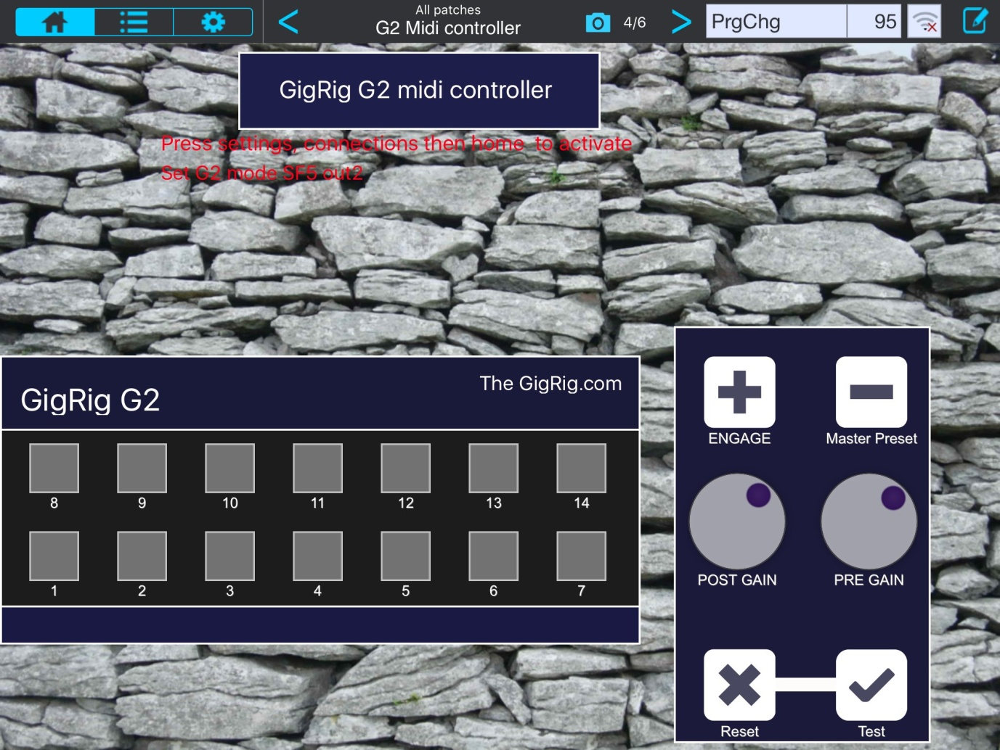 All patches
G2 Midi controller
4/6
PrgChg
95
GigRig G2 midi controller
Press settings, connections then home to activate
Set G2 mode SF5 out2
GigRig G2
The GigRig.com
8 9 10 11 12 13 14
1 2 3 4 5 6 7
ENGAGE
Master Preset
POST GAIN
PRE GAIN
Reset
Test